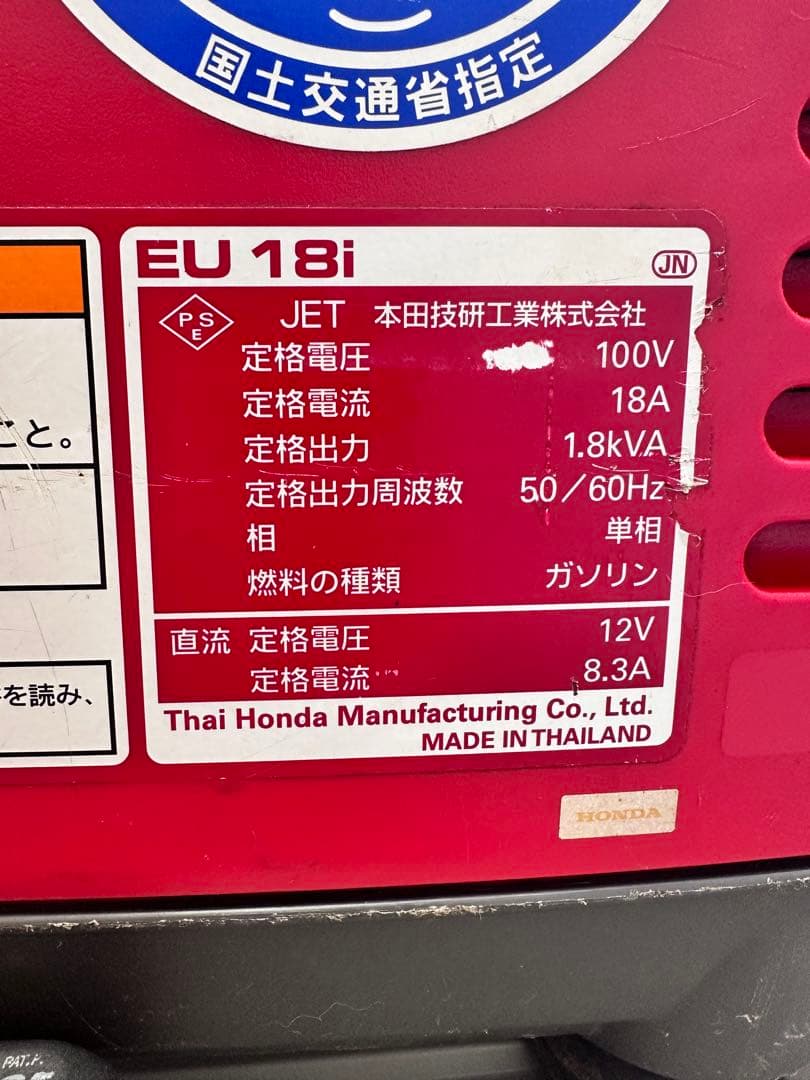 国土交通省指定
EU 18i JN
PSE JET 本田技研工業株式会社
定格電圧 100V
定格電流 18A
定格出力 1.8kVA
定格出力周波数 50/60Hz
相 単相
燃料の種類 ガソリン
直流 定格電圧 12V
定格電流 8.3A
Thai Honda Manufacturing Co., Ltd.
MADE IN THAILAND
こと。
を読み、
HONDA
PAT.P.